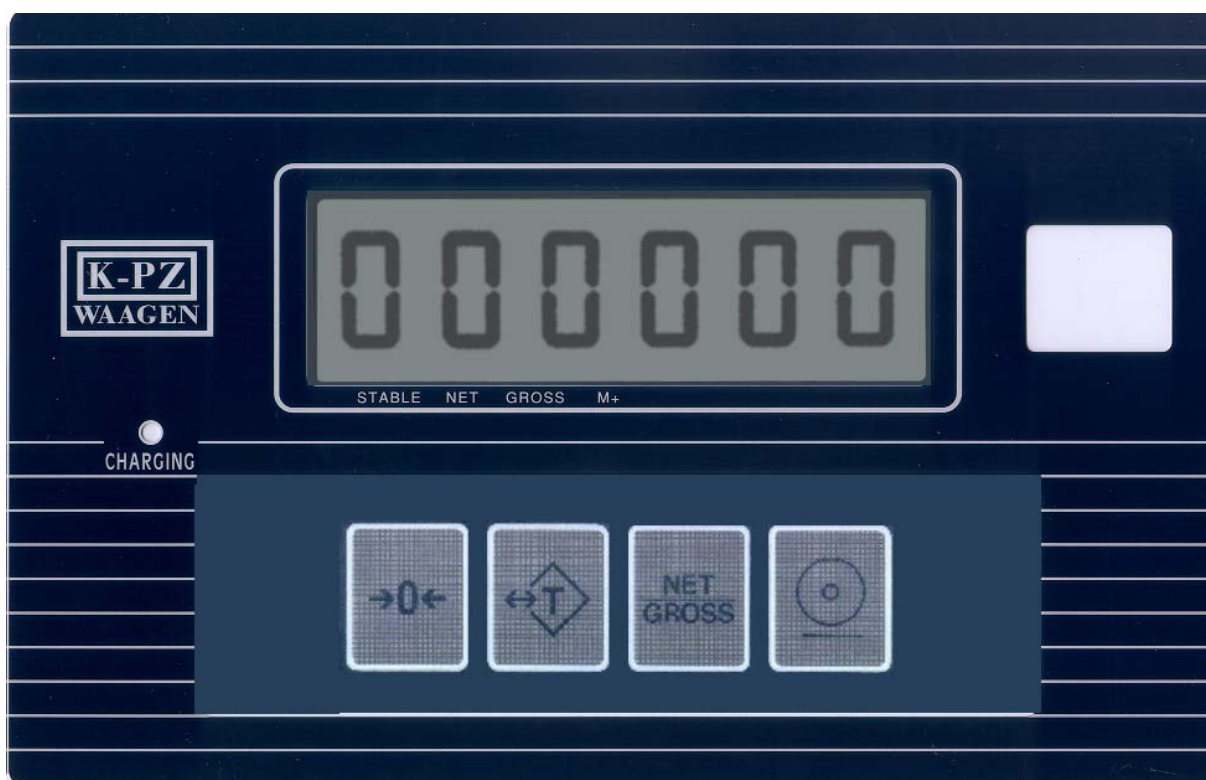 K-PZ
WAAGEN
000000
STABLE NET GROSS M+
CHARGING
→0←
↔T
NET
GROSS